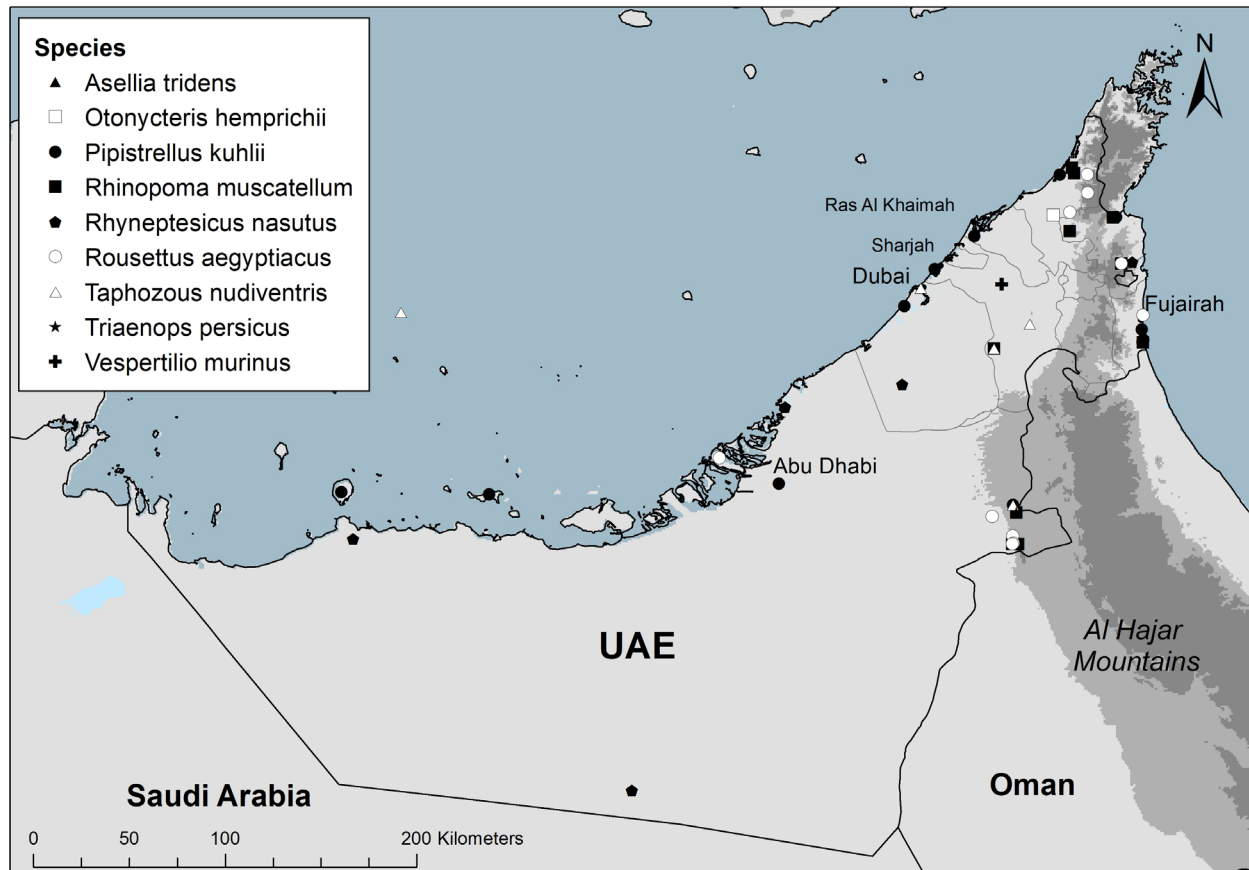 Species
Asellia tridens
Otonycteris hemprichii
Pipistrellus kuhlii
Rhinopoma muscatellum
Rhyneptesicus nasutus
Rousettus aegyptiacus
Taphozous nudiventris
Triaenops persicus
Vespertilio murinus
N
Ras Al Khaimah
Sharjah
Dubai
Fujairah
Abu Dhabi
UAE
Al Hajar
Mountains
Saudi Arabia
Oman
0 50 100 200 Kilometers